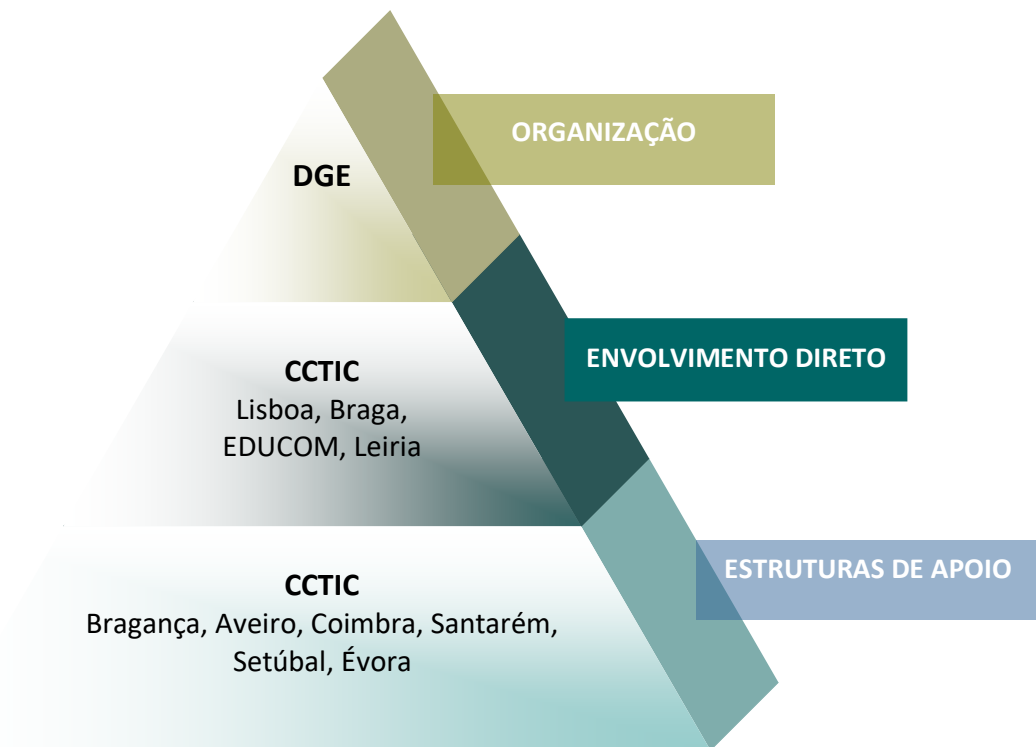 ORGANIZAÇÃO
DGE
ENVOLVIMENTO DIRETO
CCTIC
Lisboa, Braga,
EDUCOM, Leiria
ESTRUTURAS DE APOIO
CCTIC
Bragança, Aveiro, Coimbra, Santarém,
Setúbal, Évora